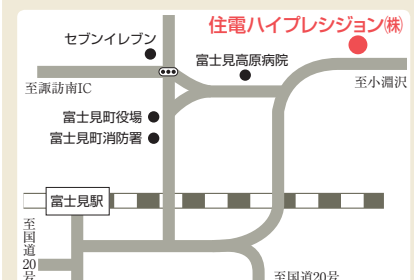 住電ハイプレシジョン㈱
セブンイレブン
富士見高原病院
至諏訪南IC
至小淵沢
富士見町役場
富士見町消防署
富士見駅
至国道20号
至国道20号